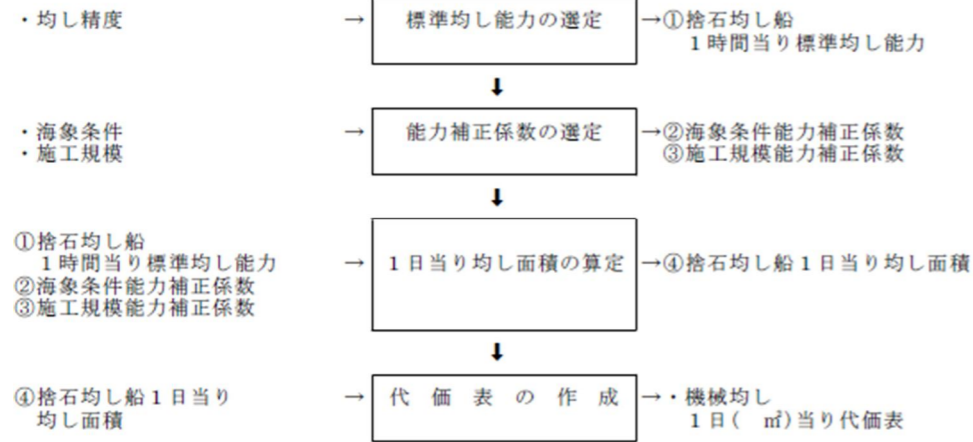 ・均し精度 → 標準均し能力の選定 →①捨石均し船
1時間当り標準均し能力
⬇
・海象条件 → 能力補正係数の選定 →②海象条件能力補正係数
・施工規模 ③施工規模能力補正係数
⬇
①捨石均し船
1時間当り標準均し能力 → 1日当り均し面積の算定 →④捨石均し船1日当り均し面積
②海象条件能力補正係数
③施工規模能力補正係数
⬇
④捨石均し船1日当り → 代 価 表 の 作 成 →・機械均し
均し面積 1日( ㎡)当り代価表